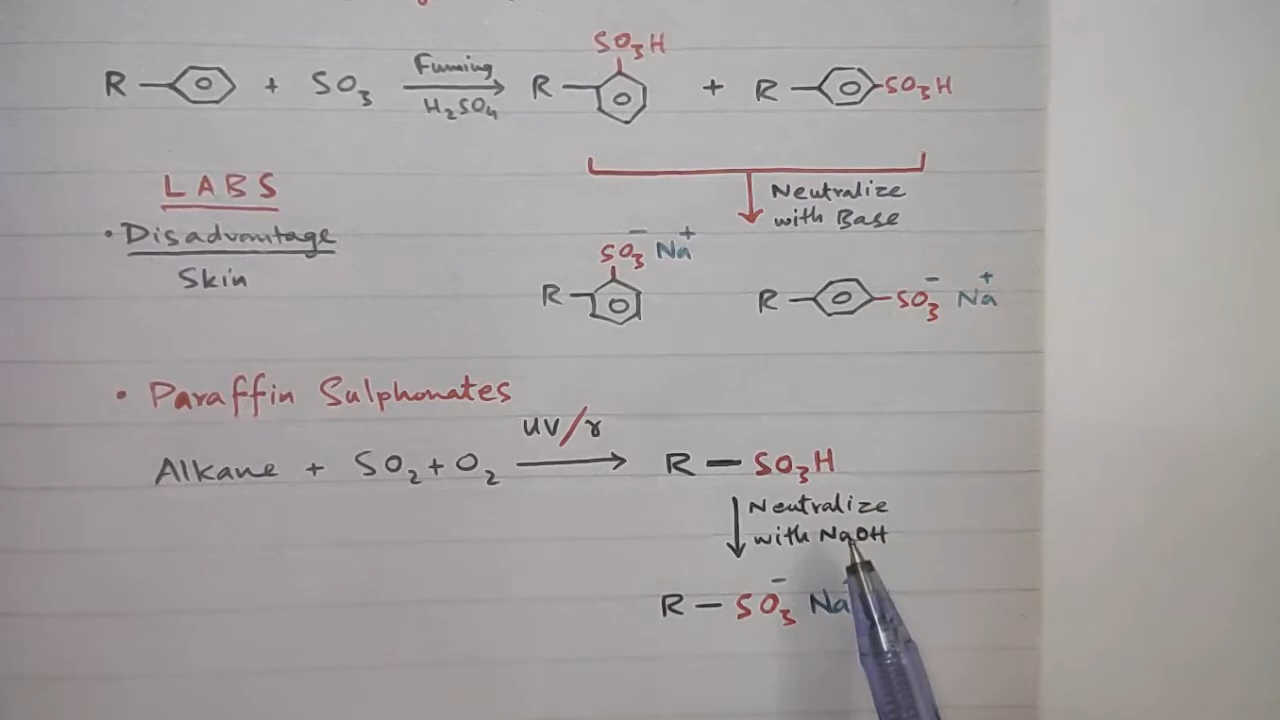 R + SO3 Fuming H2SO4 R SO3H + R SO3H
LABS
Neutralize
with Base
• Disadvantage
Skin
SO3⁻ Na⁺
R
R SO3⁻ Na⁺
• Paraffin Sulphonates
Alkane + SO2 + O2 UV/γ R – SO3H
Neutralize
with NaOH
R – SO3⁻ Na